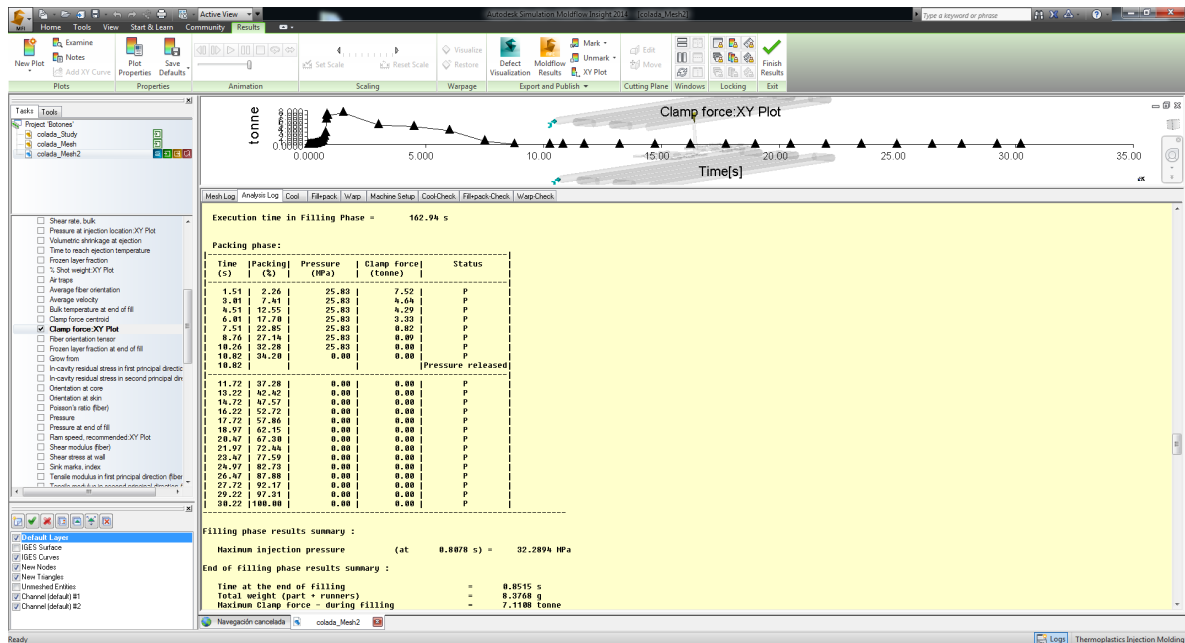 Active View
Autodesk Simulation Moldflow Insight 2014 [colada_Mesh2]
Type a keyword or phrase
MFI
Home Tools View Start & Learn Community Results
New Plot
Examine
Notes
Add XY Curve
Plot Properties
Save Defaults
Set Scale
Reset Scale
Visualize
Restore
Defect Visualization
Moldflow Results
Mark
Unmark
XY Plot
Edit
Move
Finish Results
Plots Properties Animation Scaling Warpage Export and Publish Cutting Plane Windows Locking Exit
Tasks Tools
Project 'Botones'
colada_Study
colada_Mesh
colada_Mesh2
Clamp force:XY Plot
tonne
8.000
0.0000
0.0000 5.000 10.00 15.00 20.00 25.00 30.00 35.00
Time[s]
Shear rate, bulk
Pressure at injection location:XY Plot
Volumetric shrinkage at ejection
Time to reach ejection temperature
Frozen layer fraction
% Shot weight:XY Plot
Air traps
Average fiber orientation
Average velocity
Bulk temperature at end of fill
Clamp force centroid
Clamp force:XY Plot
Fiber orientation tensor
Frozen layer fraction at end of fill
Grow from
In-cavity residual stress in first principal directic
In-cavity residual stress in second principal dire
Orientation at core
Orientation at skin
Poisson's ratio (fiber)
Pressure
Pressure at end of fill
Ram speed, recommended:XY Plot
Shear modulus (fiber)
Shear stress at wall
Sink marks, index
Tensile modulus in first principal direction (fiber
Tensile modulus in second principal direction
Default Layer
IGES Surface
IGES Curves
New Nodes
New Triangles
Unmeshed Entities
Channel (default) #1
Channel (default) #2
Mesh Log Analysis Log Cool Fill+pack Warp Machine Setup Cool-Check Fill+pack-Check Warp-Check
Execution time in Filling Phase = 162.94 s
Packing phase:
|----------------------------------------------------|
| Time |Packing| Pressure | Clamp force| Status |
| (s) | (%) | (MPa) | (tonne) | |
|----------------------------------------------------|
| 1.51 | 2.26 | 25.83 | 7.52 | P |
| 3.01 | 7.41 | 25.83 | 4.64 | P |
| 4.51 | 12.55 | 25.83 | 4.29 | P |
| 6.01 | 17.70 | 25.83 | 3.33 | P |
| 7.51 | 22.85 | 25.83 | 0.82 | P |
| 8.76 | 27.14 | 25.83 | 0.09 | P |
| 10.26 | 32.28 | 25.83 | 0.00 | P |
| 10.82 | 34.20 | 0.00 | 0.00 | P |
| 10.82 | | | |Pressure released|
|----------------------------------------------------|
| 11.72 | 37.28 | 0.00 | 0.00 | P |
| 13.22 | 42.42 | 0.00 | 0.00 | P |
| 14.72 | 47.57 | 0.00 | 0.00 | P |
| 16.22 | 52.72 | 0.00 | 0.00 | P |
| 17.72 | 57.86 | 0.00 | 0.00 | P |
| 18.97 | 62.15 | 0.00 | 0.00 | P |
| 20.47 | 67.30 | 0.00 | 0.00 | P |
| 21.97 | 72.44 | 0.00 | 0.00 | P |
| 23.47 | 77.59 | 0.00 | 0.00 | P |
| 24.97 | 82.73 | 0.00 | 0.00 | P |
| 26.47 | 87.88 | 0.00 | 0.00 | P |
| 27.72 | 92.17 | 0.00 | 0.00 | P |
| 29.22 | 97.31 | 0.00 | 0.00 | P |
| 30.22 |100.00 | 0.00 | 0.00 | P |
Filling phase results summary :
Maximum injection pressure (at 0.8078 s) = 32.2894 MPa
End of filling phase results summary :
Time at the end of filling = 0.8515 s
Total weight (part + runners) = 8.3768 g
Maximum Clamp force - during filling = 7.1108 tonne
Navegación cancelada colada_Mesh2
Ready
Logs Thermoplastics Injection Molding